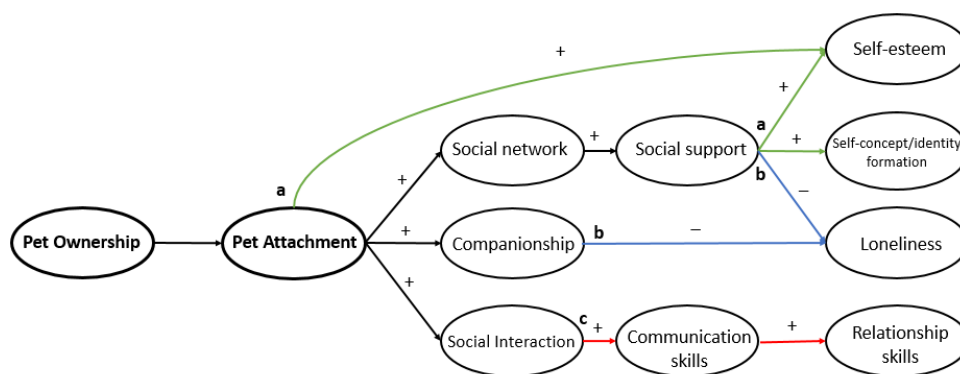 Self-esteem
+
+
a
Social network
+
Social support
+
Self-concept/identity
formation
b
a
+
–
Pet Ownership
Pet Attachment
+
Companionship
b
–
Loneliness
+
c
+
Social Interaction
Communication
skills
+
Relationship
skills